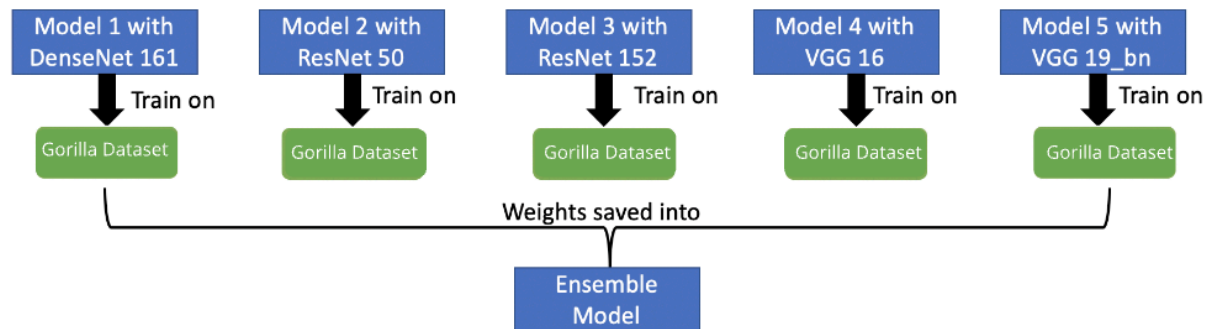 Model 1 with
DenseNet 161
Model 2 with
ResNet 50
Model 3 with
ResNet 152
Model 4 with
VGG 16
Model 5 with
VGG 19_bn
Train on
Train on
Train on
Train on
Train on
Gorilla Dataset
Gorilla Dataset
Gorilla Dataset
Gorilla Dataset
Gorilla Dataset
Weights saved into
Ensemble
Model